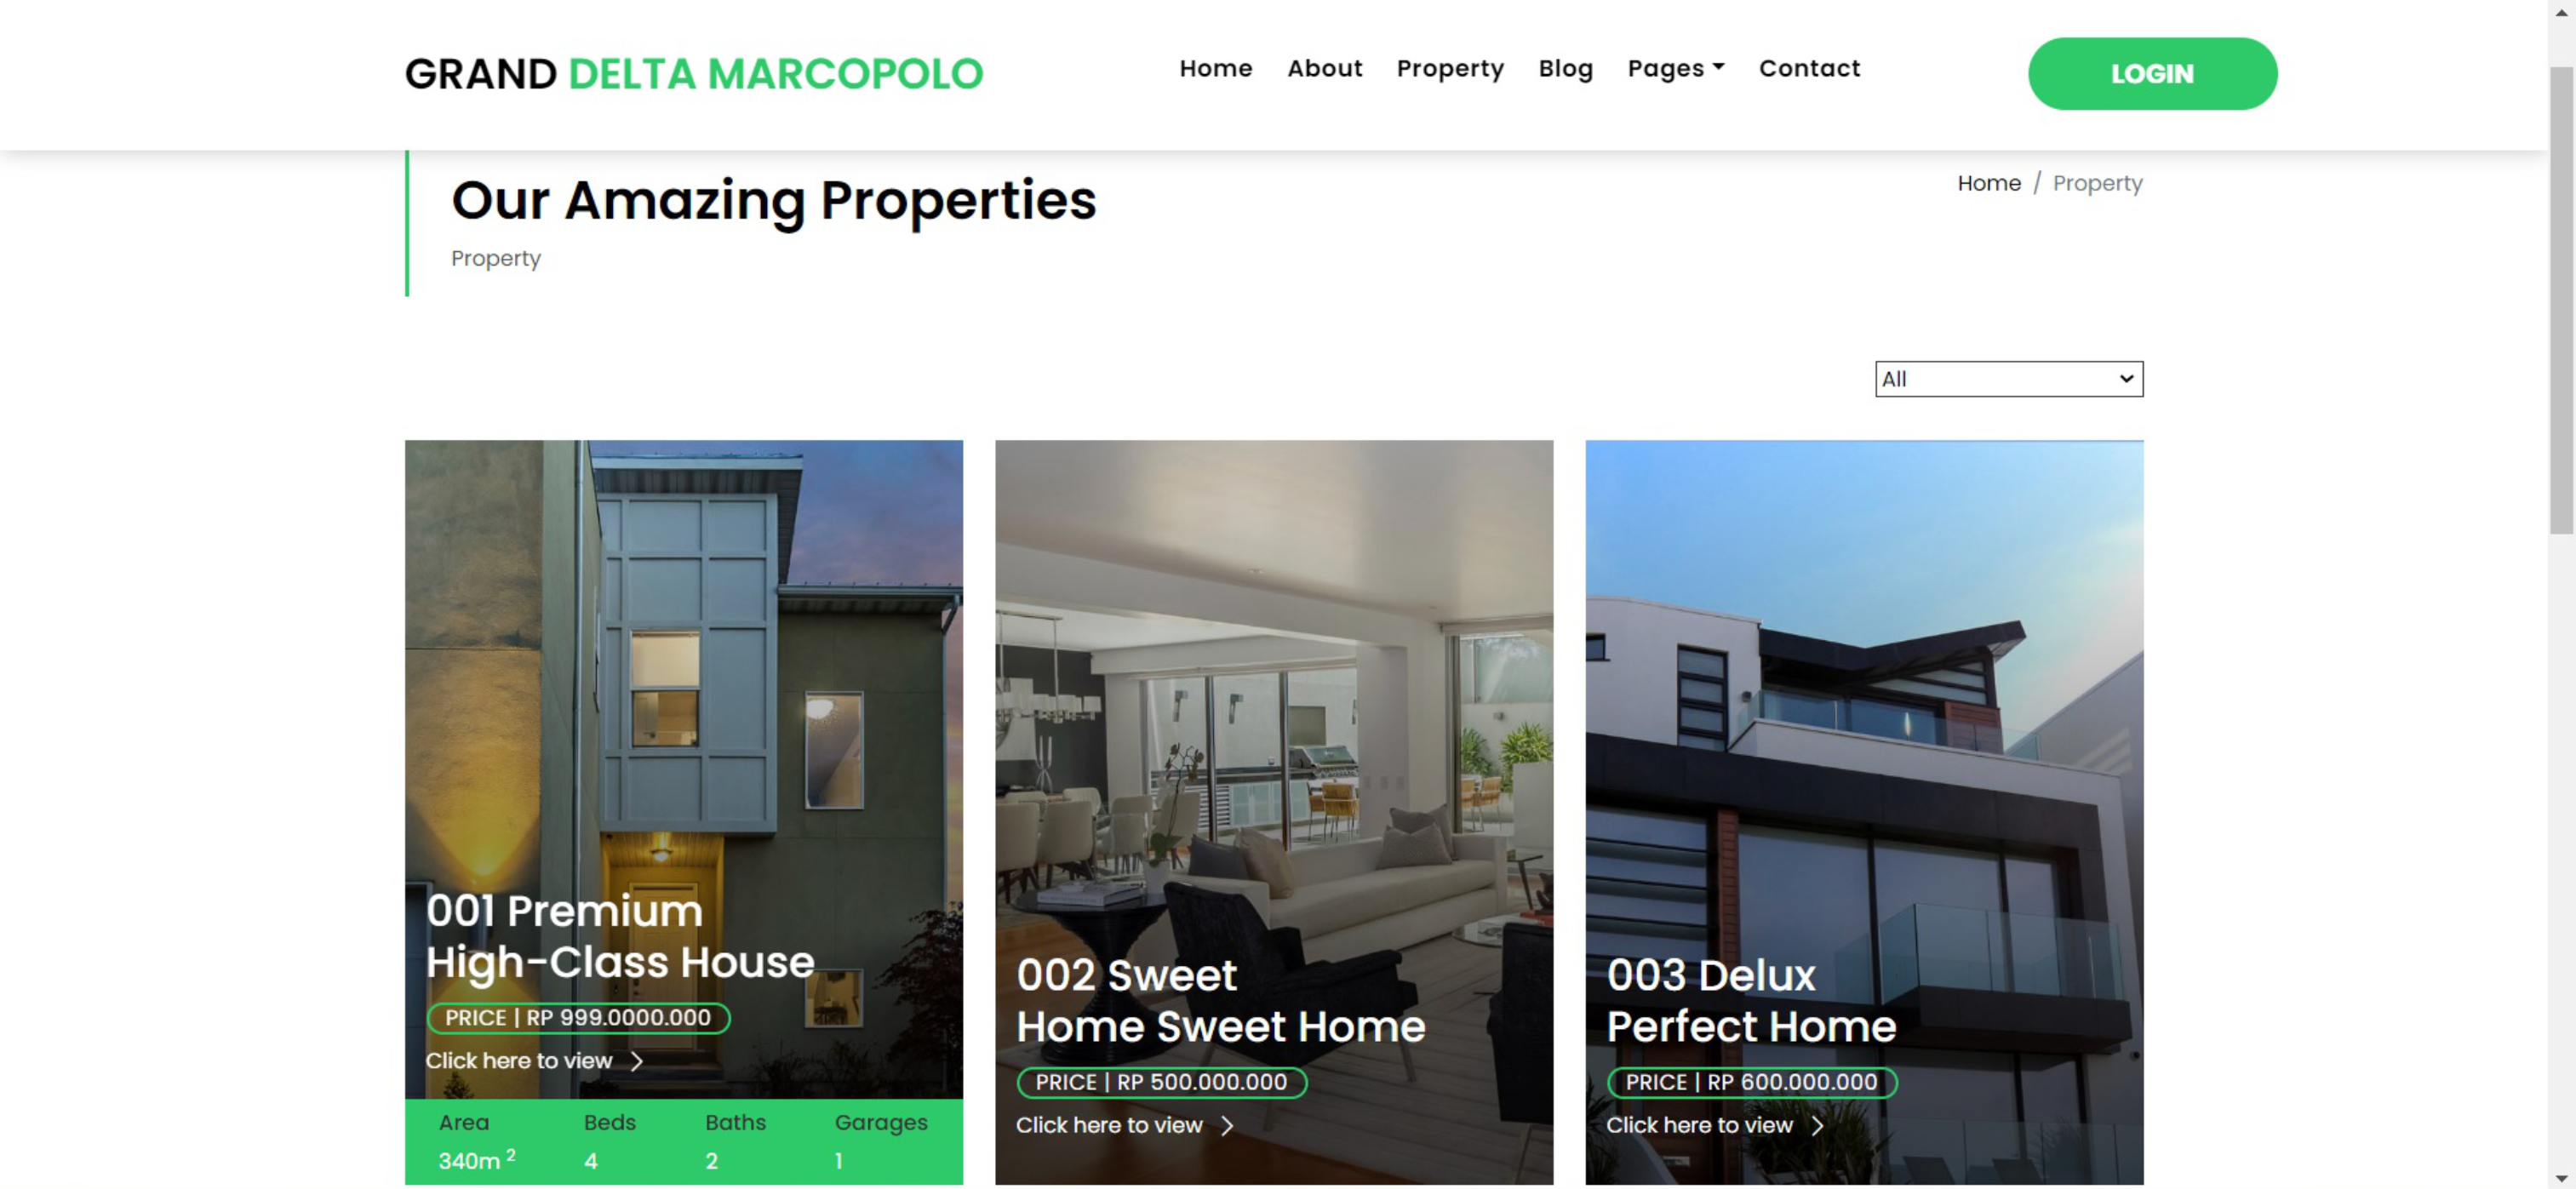 GRAND DELTA MARCOPOLO
Home About Property Blog Pages Contact
LOGIN
Our Amazing Properties
Home / Property
Property
All
001 Premium
High-Class House
PRICE | RP 999.0000.000
Click here to view
Area Beds Baths Garages
340m 2 4 2 1
002 Sweet
Home Sweet Home
PRICE | RP 500.000.000
Click here to view
003 Delux
Perfect Home
PRICE | RP 600.000.000
Click here to view